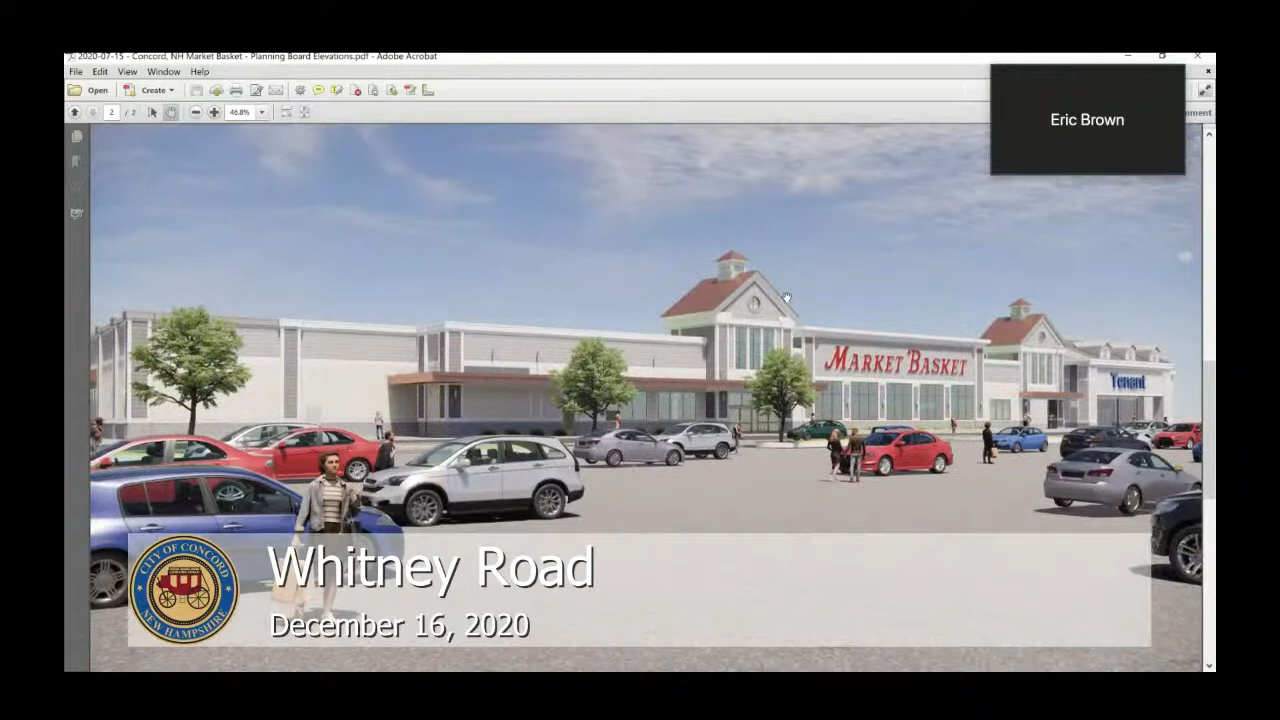 2020-07-15 - Concord, NH Market Basket - Planning Board Elevations.pdf - Adobe Acrobat
File Edit View Window Help
Open Create
2 / 2 46.8%
mment
Eric Brown
MARKET BASKET
Tenant
CITY OF CONCORD
NEW HAMPSHIRE
Whitney Road
December 16, 2020